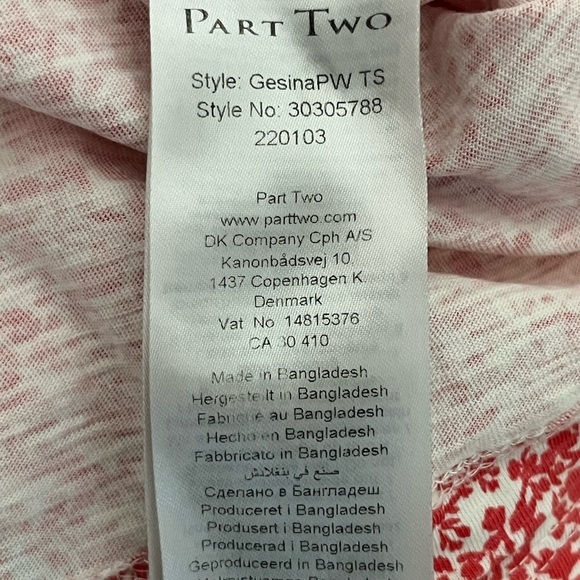 PART TWO
Style: GesinaPW TS
Style No: 30305788
220103
Part Two
www.parttwo.com
DK Company Cph A/S
Kanonbådsvej 10,
1437 Copenhagen K.
Denmark
Vat No 14815376
CA 30 410
Made in Bangladesh
Hergestellt in Bangladesh
Fabriqué au Bangladesh
Hecho en Bangladesh
Fabbricato in Bangladesh
صنع في بنغلادش
Сделано в Бангладеш
Produceret i Bangladesh
Produsert i Bangladesh
Producerad i Bangladesh
Geproduceerd in Bangladesh
Bangladesh